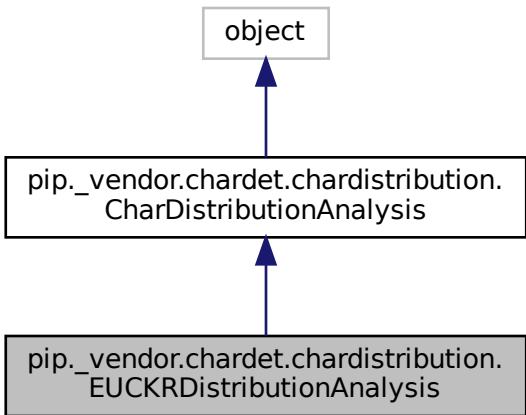 object
pip._vendor.chardet.chardistribution.
CharDistributionAnalysis
pip._vendor.chardet.chardistribution.
EUCKRDistributionAnalysis